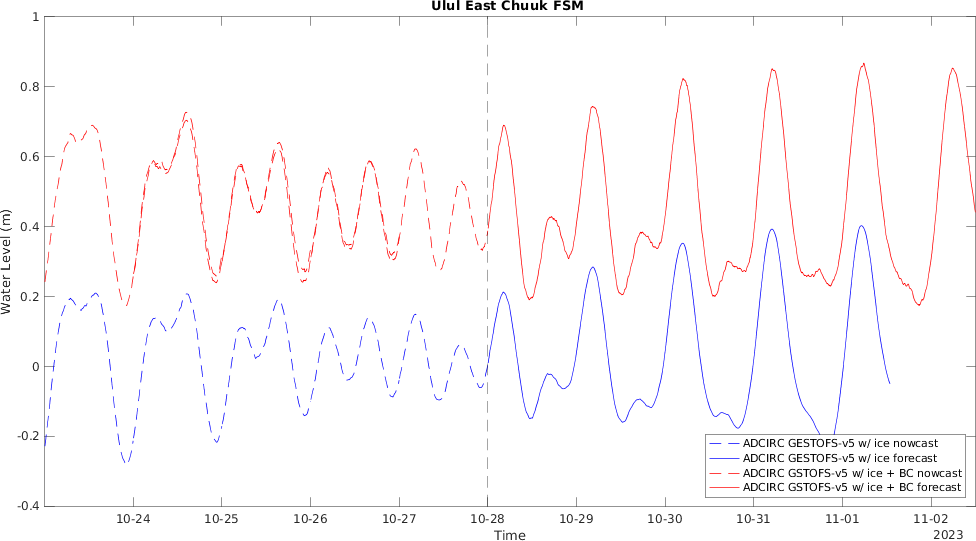 Ulul East Chuuk FSM
1
0.8
0.6
0.4
0.2
0
-0.2
-0.4
Water Level (m)
10-24 10-25 10-26 10-27 10-28 10-29 10-30 10-31 11-01 11-02
Time
2023
ADCIRC GESTOFS-v5 w/ ice nowcast
ADCIRC GESTOFS-v5 w/ ice forecast
ADCIRC GSTOFS-v5 w/ ice + BC nowcast
ADCIRC GSTOFS-v5 w/ ice + BC forecast